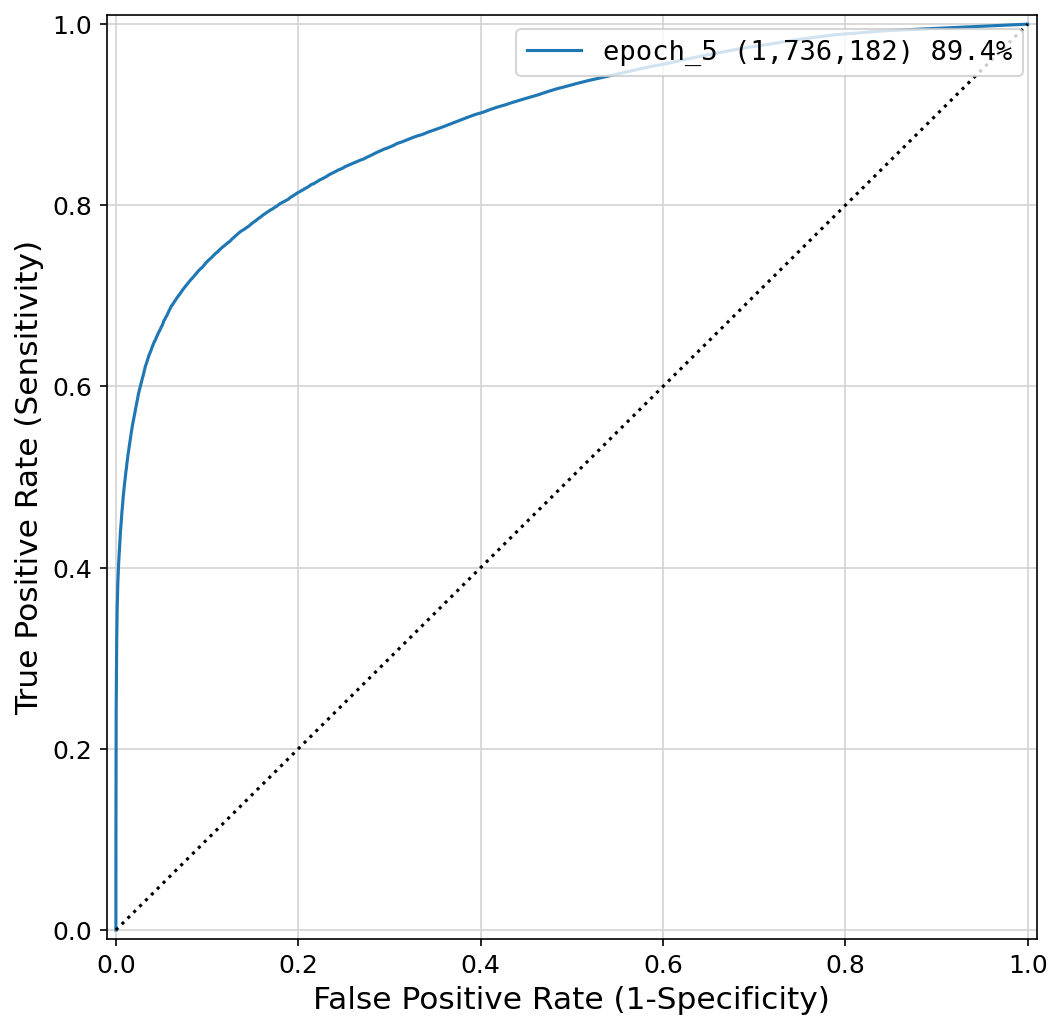 epoch_5 (1,736,182) 89.4%
True Positive Rate (Sensitivity)
1.0
0.8
0.6
0.4
0.2
0.0
0.0 0.2 0.4 0.6 0.8 1.0
False Positive Rate (1-Specificity)